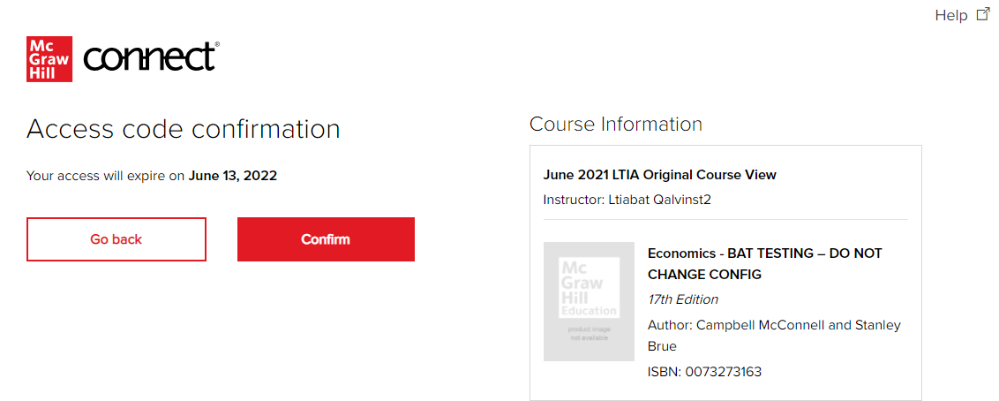 Help
Mc
Graw
Hill
connect®
Access code confirmation
Your access will expire on June 13, 2022
Go back
Confirm
Course Information
June 2021 LTIA Original Course View
Instructor: Ltiabat Qalvinst2
Mc
Graw
Hill
Education
product image
not available
Economics - BAT TESTING – DO NOT
CHANGE CONFIG
17th Edition
Author: Campbell McConnell and Stanley
Brue
ISBN: 0073273163